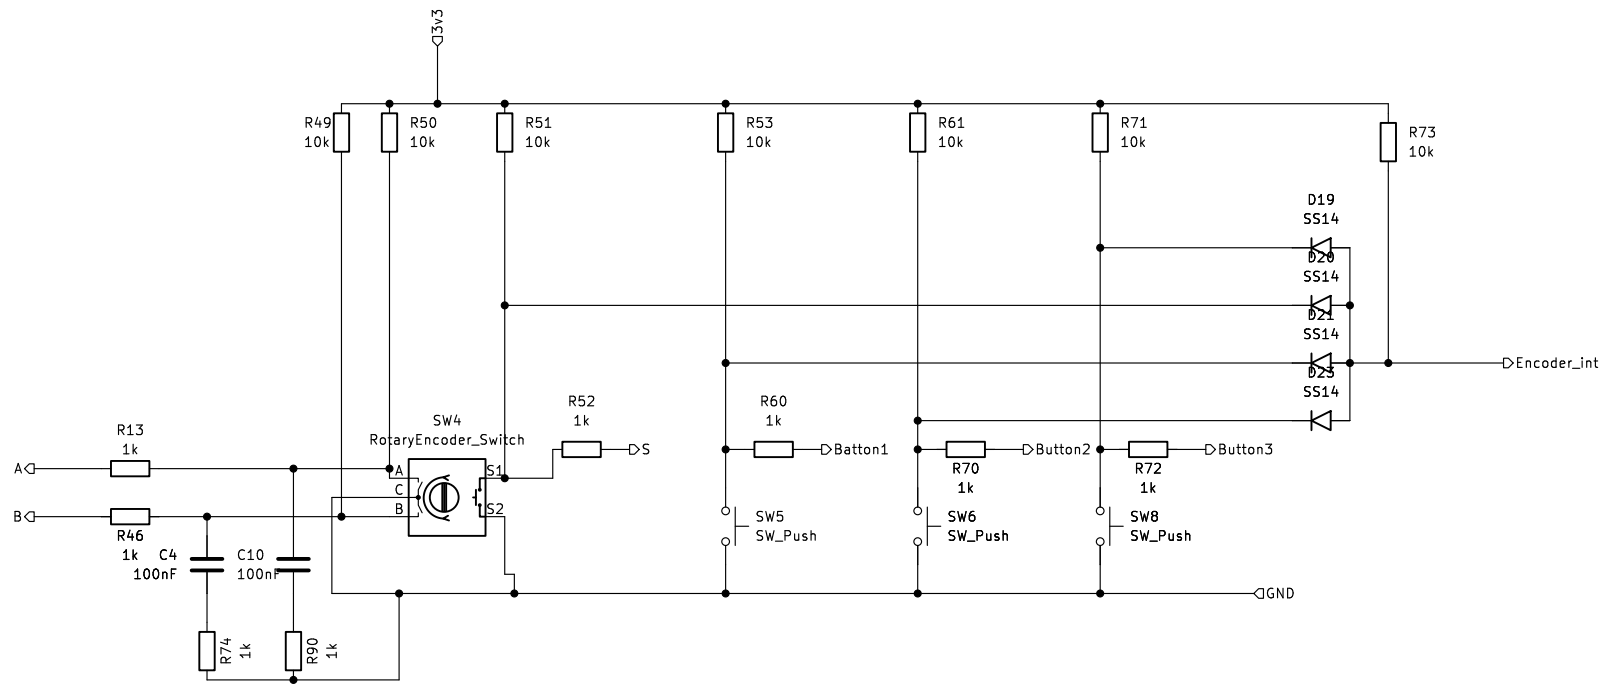 3v3
R49
10k
R50
10k
R51
10k
R53
10k
R61
10k
R71
10k
R73
10k
D19
SS14
D20
SS14
D21
SS14
D23
SS14
Encoder_int
R52
1k
S
R60
1k
Batton1
R70
1k
Button2
R72
1k
Button3
SW4
RotaryEncoder_Switch
A
C
B
S1
S2
R13
1k
A
B
R46
1k
C4
100nF
C10
100nF
SW5
SW_Push
SW6
SW_Push
SW8
SW_Push
GND
R74
1k
R90
1k